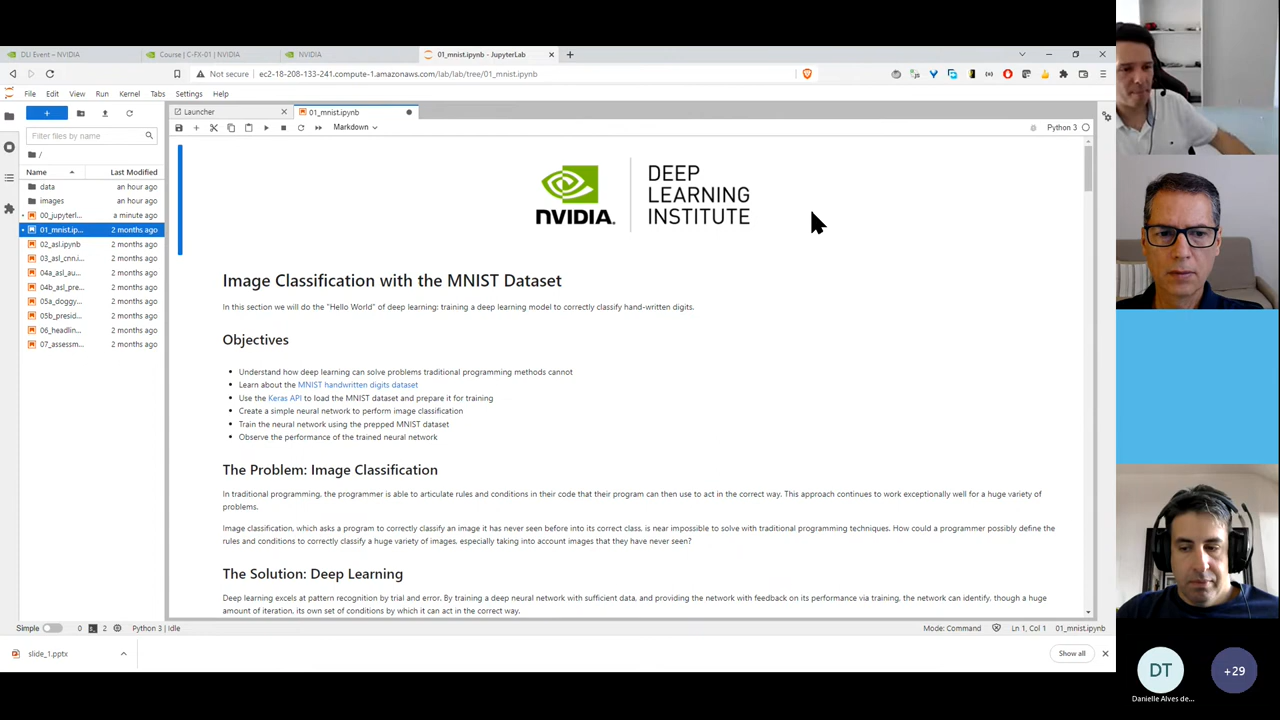 DLI Event – NVIDIA
Course | C-FX-01 | NVIDIA
NVIDIA
01_mnist.ipynb - JupyterLab
Not secure
ec2-18-208-133-241.compute-1.amazonaws.com/lab/lab/tree/01_mnist.ipynb
File Edit View Run Kernel Tabs Settings Help
Launcher
01_mnist.ipynb
Filter files by name
Markdown
Python 3
/
Name Last Modified
data an hour ago
images an hour ago
00_jupyterl... a minute ago
01_mnist.ip... 2 months ago
02_asl.ipynb 2 months ago
03_asl_cnn.i... 2 months ago
04a_asl_au... 2 months ago
04b_asl_pre... 2 months ago
05a_doggy... 2 months ago
05b_presid... 2 months ago
06_headlin... 2 months ago
07_assessm... 2 months ago
NVIDIA.
DEEP
LEARNING
INSTITUTE
Image Classification with the MNIST Dataset
In this section we will do the "Hello World" of deep learning: training a deep learning model to correctly classify hand-written digits.
Objectives
• Understand how deep learning can solve problems traditional programming methods cannot
• Learn about the MNIST handwritten digits dataset
• Use the Keras API to load the MNIST dataset and prepare it for training
• Create a simple neural network to perform image classification
• Train the neural network using the prepped MNIST dataset
• Observe the performance of the trained neural network
The Problem: Image Classification
In traditional programming, the programmer is able to articulate rules and conditions in their code that their program can then use to act in the correct way. This approach continues to work exceptionally well for a huge variety of
problems.
Image classification, which asks a program to correctly classify an image it has never seen before into its correct class, is near impossible to solve with traditional programming techniques. How could a programmer possibly define the
rules and conditions to correctly classify a huge variety of images, especially taking into account images that they have never seen?
The Solution: Deep Learning
Deep learning excels at pattern recognition by trial and error. By training a deep neural network with sufficient data, and providing the network with feedback on its performance via training, the network can identify, though a huge
amount of iteration, its own set of conditions by which it can act in the correct way.
Simple 0 2 Python 3 | Idle
Mode: Command Ln 1, Col 1 01_mnist.ipynb
slide_1.pptx
Show all
DT
+29
Danielle Alves de...